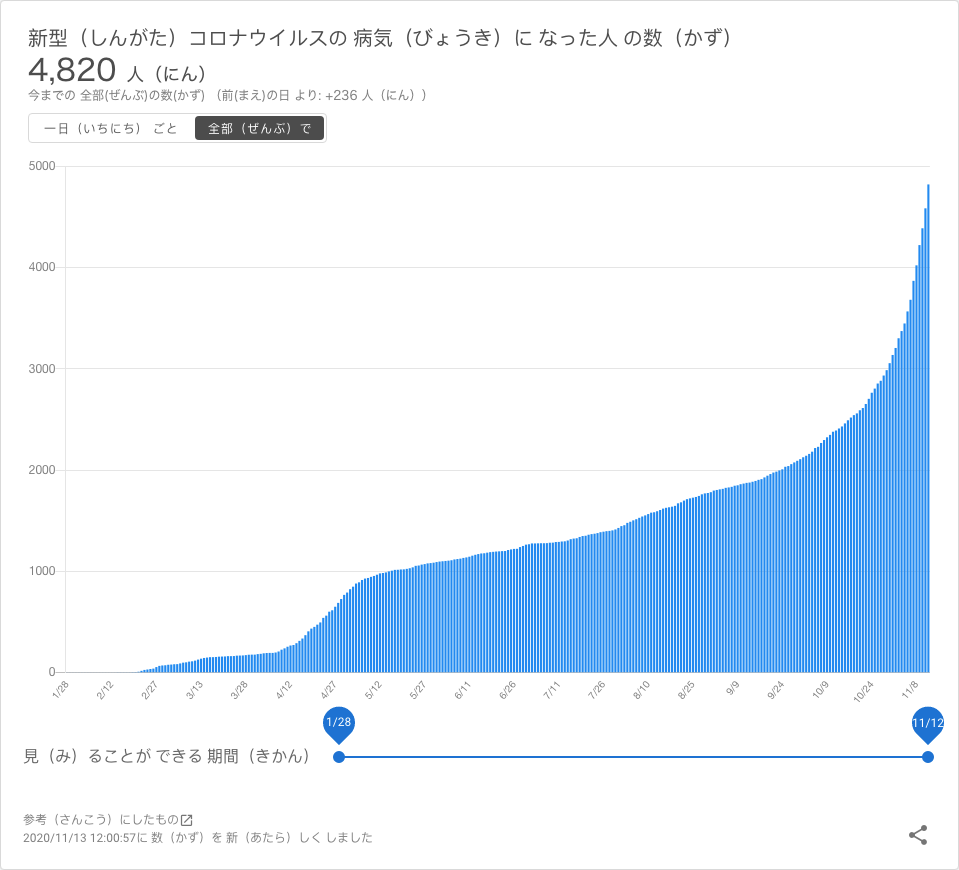 新型（しんがた）コロナウイルスの 病気（びょうき）に なった人 の数（かず）
4,820 人（にん）
今までの 全部(ぜんぶ)の数(かず) （前(まえ)の日 より: +236 人（にん））
一日（いちにち） ごと
全部（ぜんぶ）で
5000
4000
3000
2000
1000
0
1/28 2/12 2/27 3/13 3/28 4/12 4/27 5/12 5/27 6/11 6/26 7/11 7/26 8/10 8/25 9/9 9/24 10/9 10/24 11/8
1/28 11/12
見（み）ることが できる 期間（きかん）
参考（さんこう）にしたもの
2020/11/13 12:00:57に 数（かず）を 新（あたら）しく しました